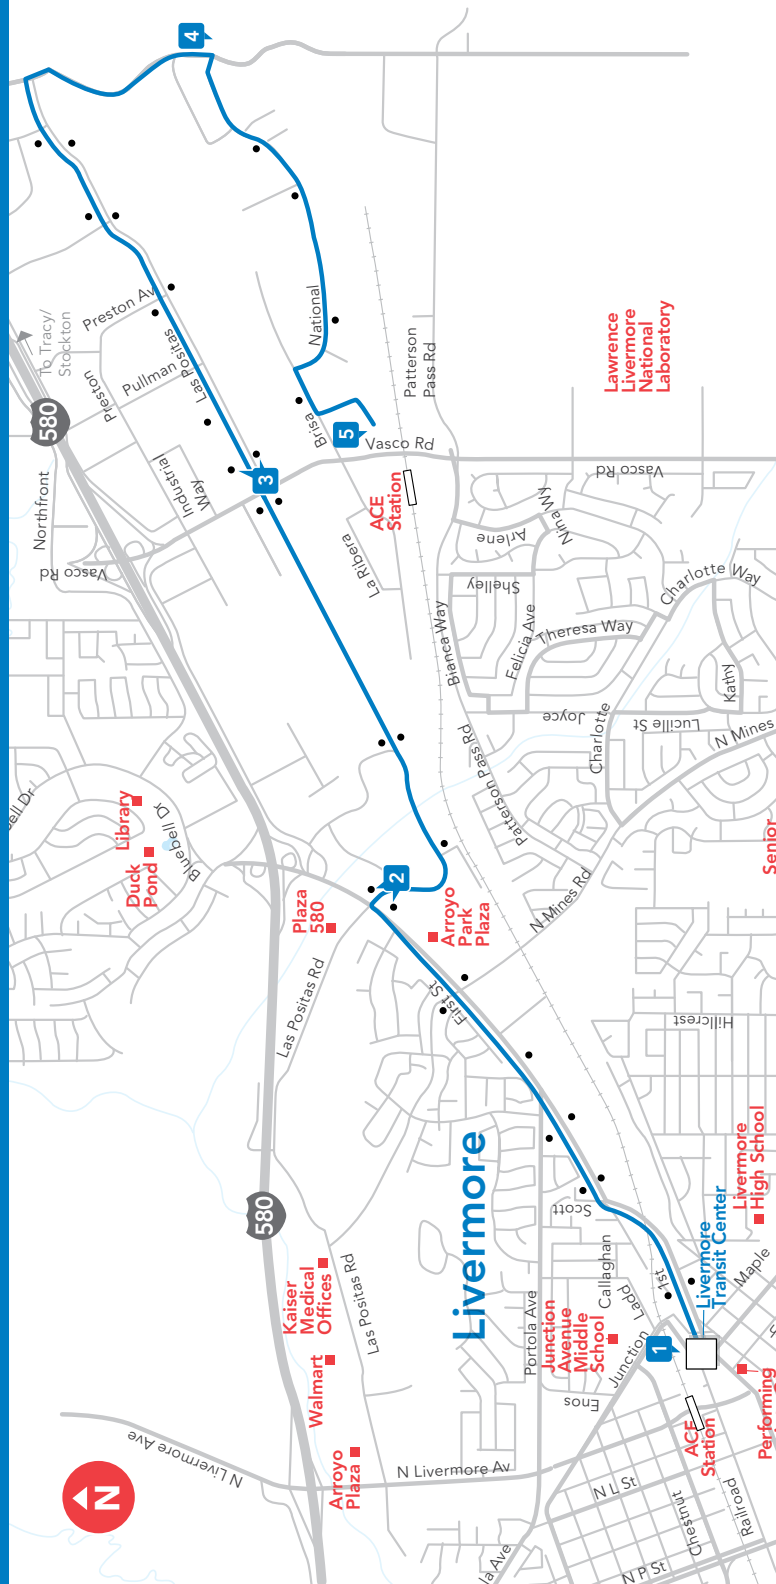 4
To Tracy/
Stockton
580
Preston Av
Preston
Pullman
Las Positas
National
Brisa
5
Patterson
Pass Rd
Lawrence
Livermore
National
Laboratory
Northfront
Industrial
Way
3
Vasco Rd
Vasco Rd
Vasco Rd
ACE
Station
La Ribera
Arlene
Nina Wy
Shelley
Bianca Way
Felicia Ave
Theresa Way
Charlotte Way
Kathy
Joyce
Lucille St
Charlotte
N Mines
Patterson Pass Rd
ell Dr
Library
Duck
Pond
Bluebell Dr
Plaza
580
2
Arroyo
Park
Plaza
N Mines Rd
Senior
Las Positas Rd
First St
Hillcrest
580
Livermore
Scott
Livermore
High School
Livermore
Transit Center
Kaiser
Medical
Offices
Las Positas Rd
Callaghan
Ladd
1st
Maple
Portola Ave
Junction
Avenue
Middle
School
Junction
1
Walmart
Enos
Performing
Arroyo
Plaza
ACE
Station
N Livermore Ave
N Livermore Av
N
N L St
Chestnut
Railroad
la Ave
N P St